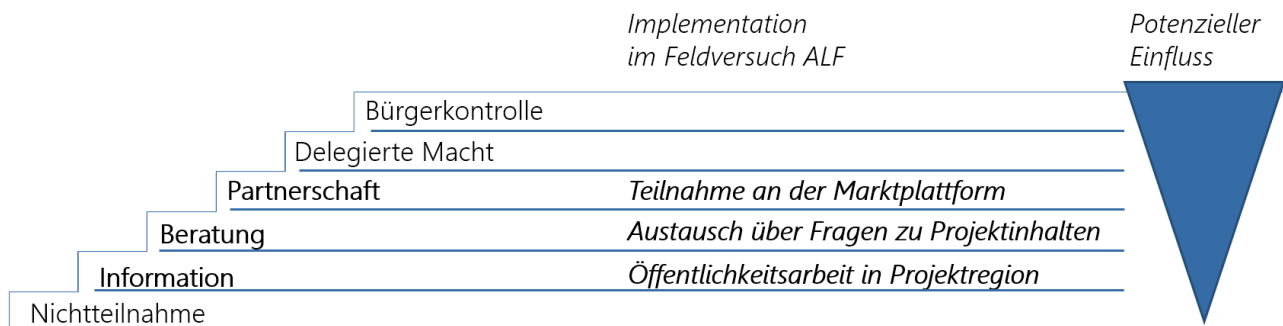 Implementation
im Feldversuch ALF
Potenzieller
Einfluss
Bürgerkontrolle
Delegierte Macht
Partnerschaft Teilnahme an der Marktplattform
Beratung Austausch über Fragen zu Projektinhalten
Information Öffentlichkeitsarbeit in Projektregion
Nichtteilnahme